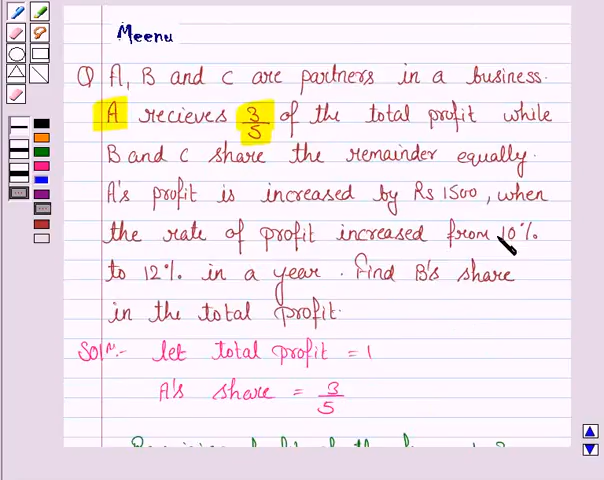 Meenu
Q A, B and C are partners in a business.
A recieves 3/5 of the total profit while
B and C share the remainder equally.
A's profit is increased by Rs 1500, when
the rate of profit increased from 10%
to 12% in a year. Find B's share
in the total profit.
Solⁿ:- let total profit = 1
A's share = 3/5